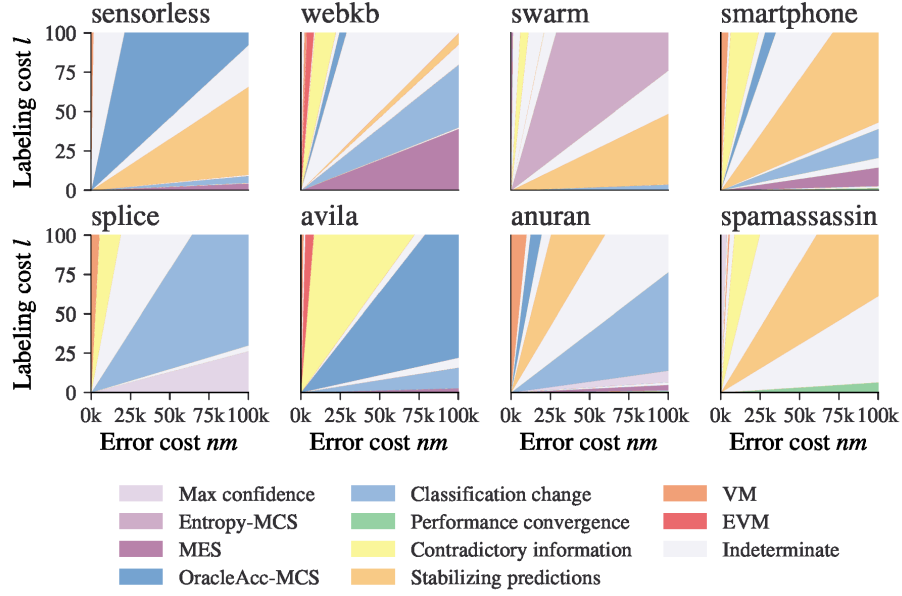 sensorless webkb swarm smartphone
Labeling cost l
100
75
50
25
0
splice avila anuran spamassassin
Labeling cost l
100
75
50
25
0
0k 25k 50k 75k 100k 0k 25k 50k 75k 100k 0k 25k 50k 75k 100k 0k 25k 50k 75k 100k
Error cost nm Error cost nm Error cost nm Error cost nm
Max confidence Classification change VM
Entropy-MCS Performance convergence EVM
MES Contradictory information Indeterminate
OracleAcc-MCS Stabilizing predictions